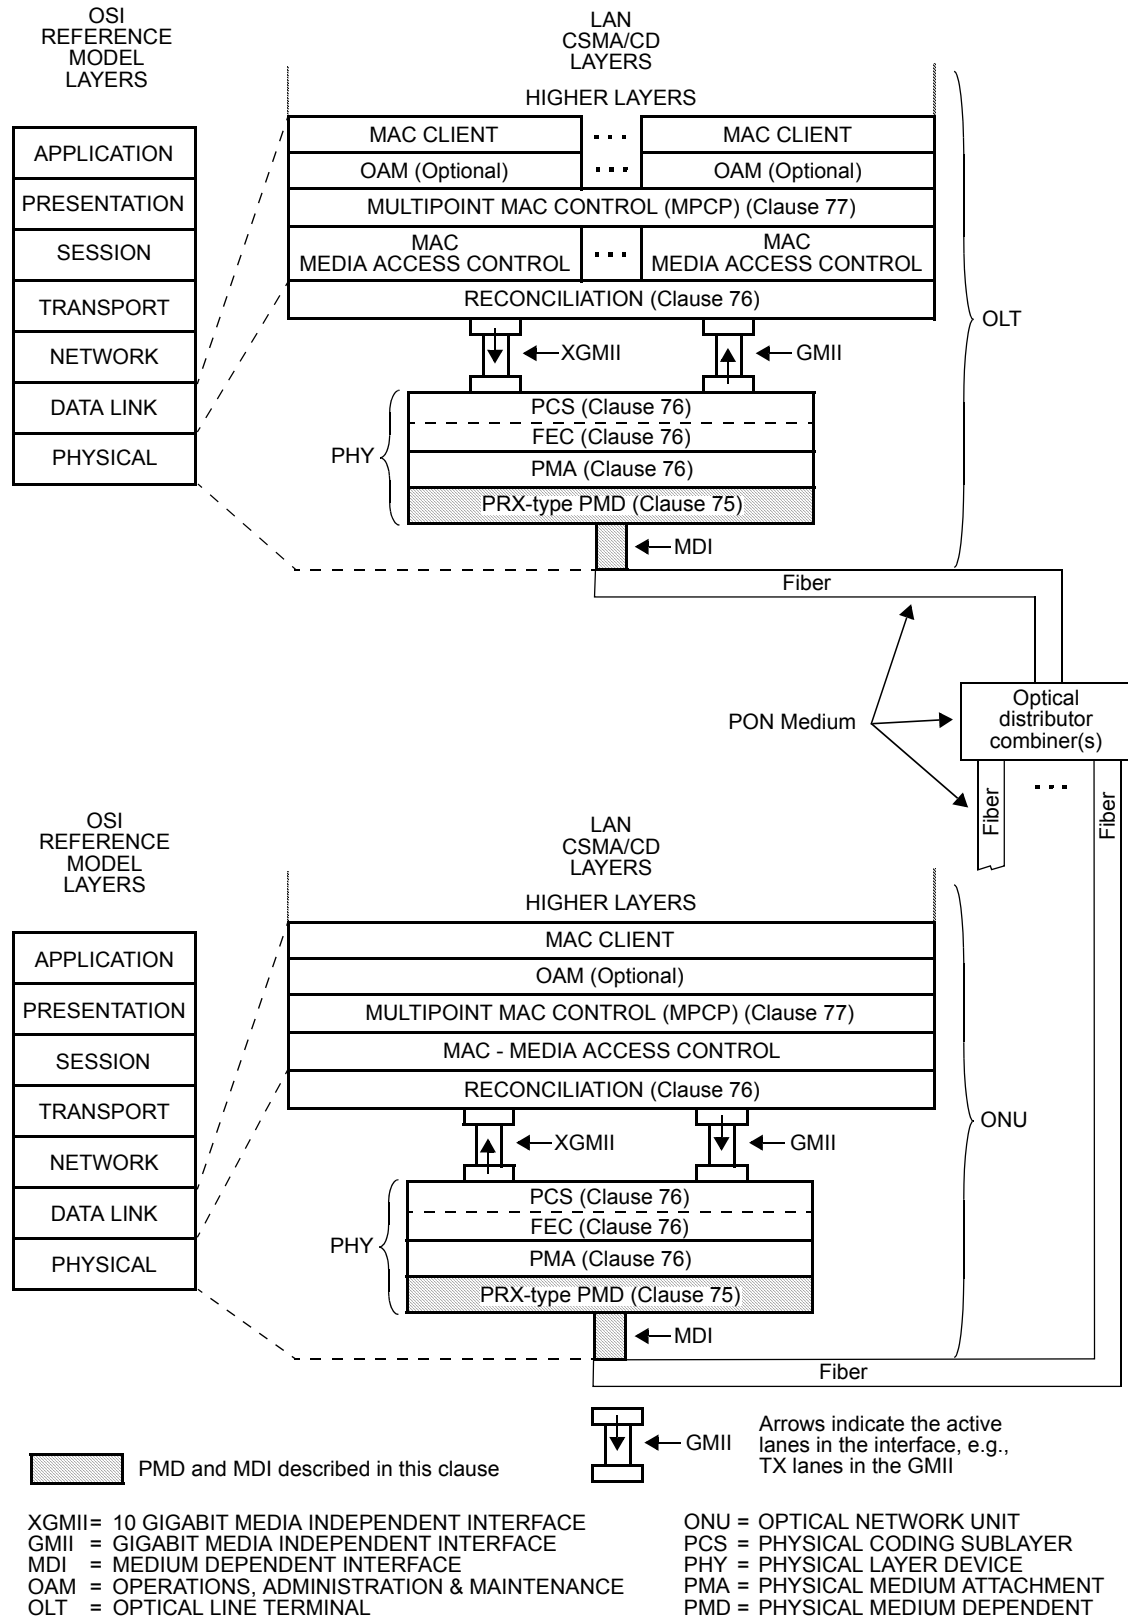 OSI
REFERENCE
MODEL
LAYERS
LAN
CSMA/CD
LAYERS
HIGHER LAYERS
APPLICATION
PRESENTATION
SESSION
TRANSPORT
NETWORK
DATA LINK
PHYSICAL
MAC CLIENT
...
MAC CLIENT
OAM (Optional)
...
OAM (Optional)
MULTIPOINT MAC CONTROL (MPCP) (Clause 77)
MAC
MEDIA ACCESS CONTROL
...
MAC
MEDIA ACCESS CONTROL
RECONCILIATION (Clause 76)
XGMII
GMII
OLT
PHY
PCS (Clause 76)
FEC (Clause 76)
PMA (Clause 76)
PRX-type PMD (Clause 75)
MDI
Fiber
PON Medium
Optical
distributor
combiner(s)
Fiber
...
Fiber
OSI
REFERENCE
MODEL
LAYERS
LAN
CSMA/CD
LAYERS
HIGHER LAYERS
APPLICATION
PRESENTATION
SESSION
TRANSPORT
NETWORK
DATA LINK
PHYSICAL
MAC CLIENT
OAM (Optional)
MULTIPOINT MAC CONTROL (MPCP) (Clause 77)
MAC - MEDIA ACCESS CONTROL
RECONCILIATION (Clause 76)
XGMII
GMII
ONU
PHY
PCS (Clause 76)
FEC (Clause 76)
PMA (Clause 76)
PRX-type PMD (Clause 75)
MDI
Fiber
GMII
Arrows indicate the active
lanes in the interface, e.g.,
TX lanes in the GMII
PMD and MDI described in this clause
XGMII= 10 GIGABIT MEDIA INDEPENDENT INTERFACE
GMII = GIGABIT MEDIA INDEPENDENT INTERFACE
MDI = MEDIUM DEPENDENT INTERFACE
OAM = OPERATIONS, ADMINISTRATION & MAINTENANCE
OLT = OPTICAL LINE TERMINAL
ONU = OPTICAL NETWORK UNIT
PCS = PHYSICAL CODING SUBLAYER
PHY = PHYSICAL LAYER DEVICE
PMA = PHYSICAL MEDIUM ATTACHMENT
PMD = PHYSICAL MEDIUM DEPENDENT